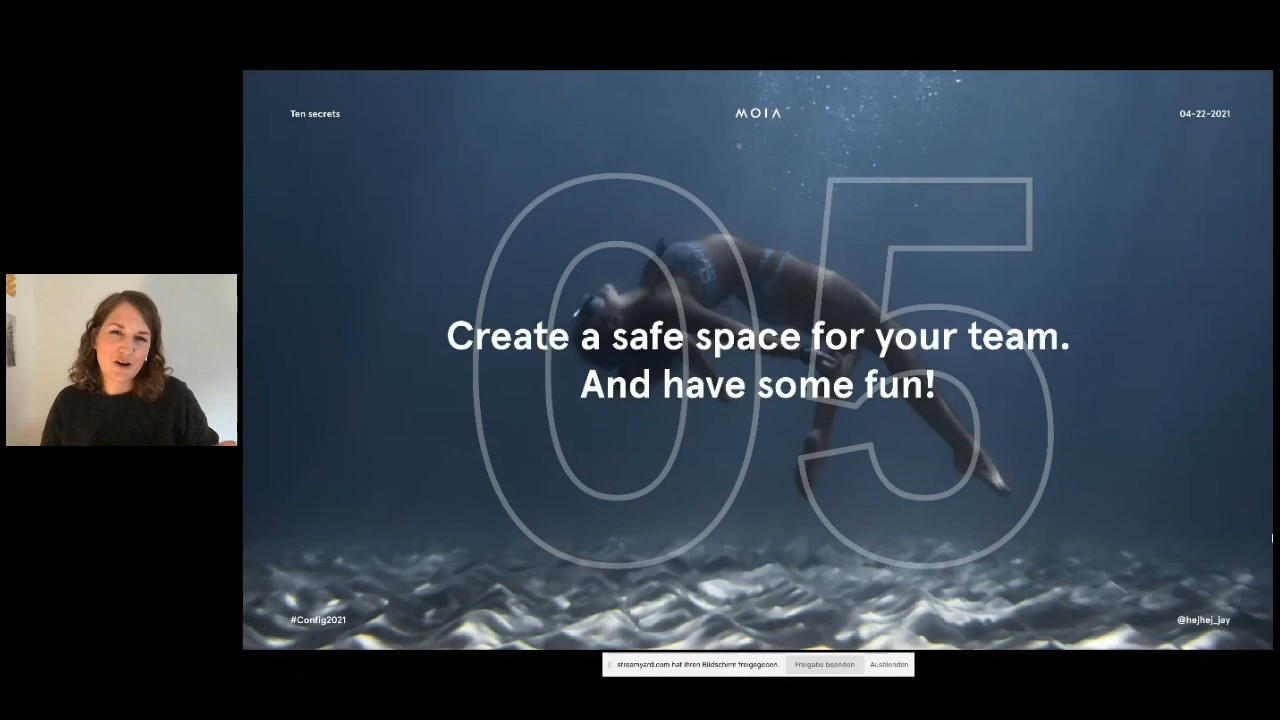 Ten secrets
MOIA
04-22-2021
05
Create a safe space for your team.
And have some fun!
#Config2021
@hejhej_jay
streamyard.com hat Ihren Bildschirm freigegeben.
Freigabe beenden
Ausblenden